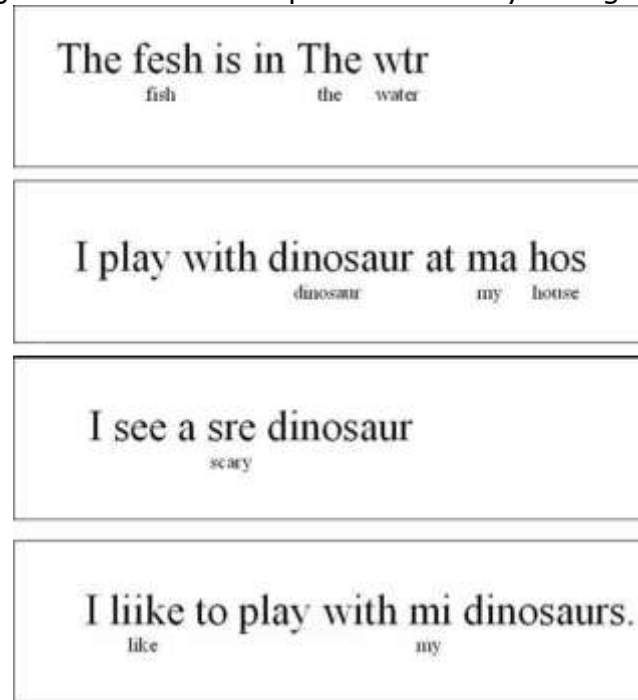 The fesh is in The wtr
fish the water
I play with dinosaur at ma hos
dinosaur my house
I see a sre dinosaur
scary
I liike to play with mi dinosaurs.
like my